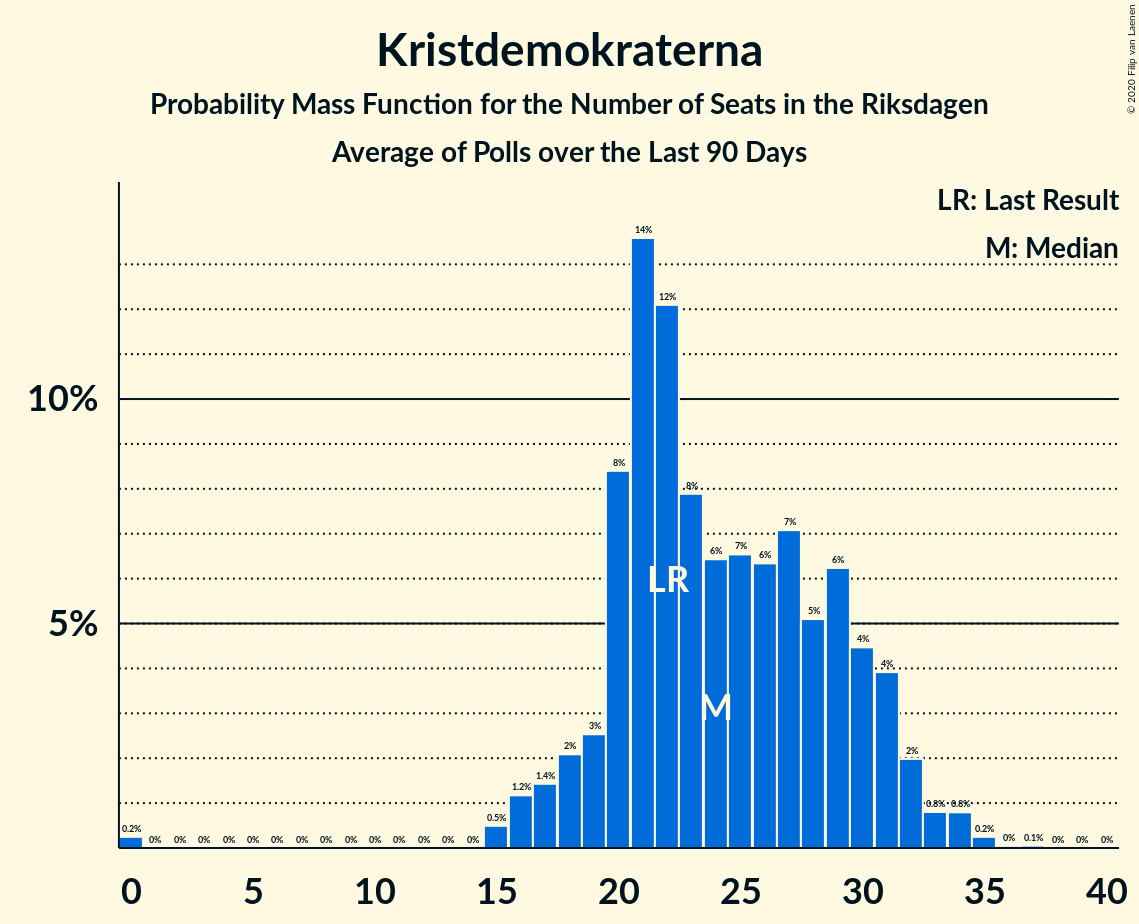 Kristdemokraterna
Probability Mass Function for the Number of Seats in the Riksdagen
Average of Polls over the Last 90 Days
© 2020 Filip van Laenen
LR: Last Result
M: Median
10%
5%
0.2% 0% 0% 0% 0% 0% 0% 0% 0% 0% 0% 0% 0% 0% 0% 0.5% 1.2% 1.4% 2% 3% 8% 14% 12% 8% 6% 7% 6% 7% 5% 6% 4% 4% 2% 0.8% 0.8% 0.2% 0% 0.1% 0% 0% 0%
LR
M
0 5 10 15 20 25 30 35 40